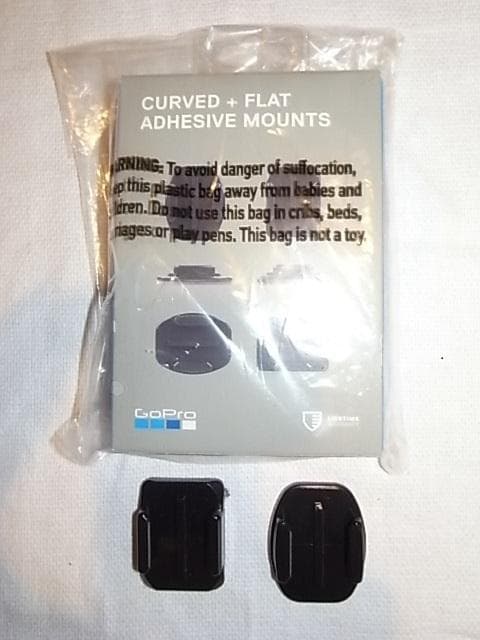 CURVED + FLAT
ADHESIVE MOUNTS
RNING: To avoid danger of suffocation,
ep this plastic bag away from babies and
ldren. Do not use this bag in cribs, beds,
riages or play pens. This bag is not a toy.
GoPro
LIFETIME